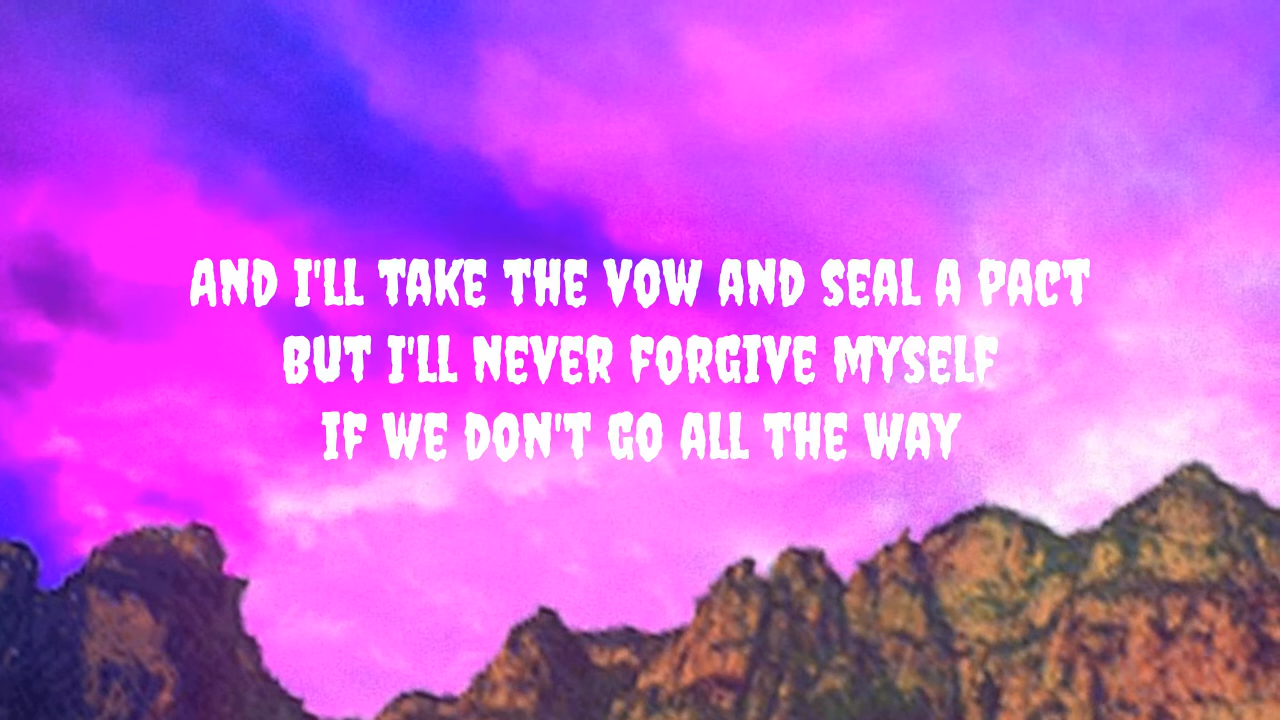 AND I'LL TAKE THE VOW AND SEAL A PACT
BUT I'LL NEVER FORGIVE MYSELF
IF WE DON'T GO ALL THE WAY